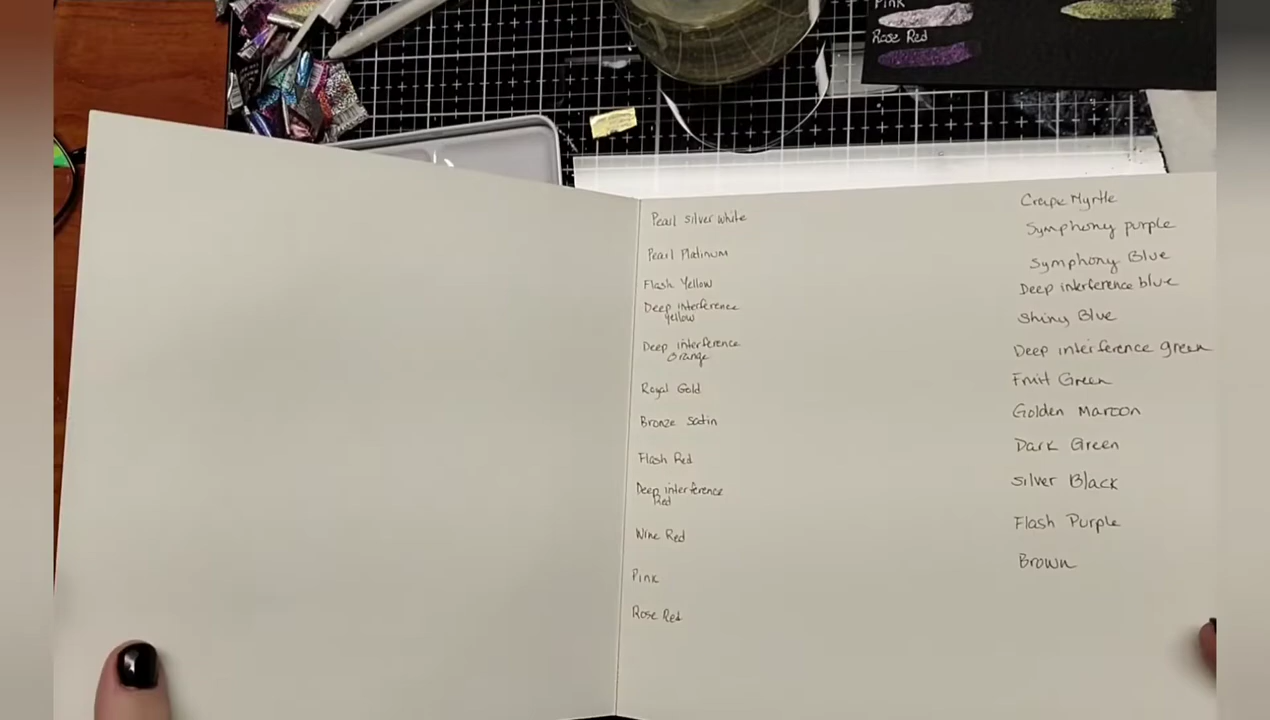 Pink
Rose Red
Pearl Silver White
Pearl Platinum
Flash Yellow
Deep interference
Yellow
Deep interference
Orange
Royal Gold
Bronze Satin
Flash Red
Deep interference
Red
Wine Red
Pink
Rose Red
Crape Myrtle
Symphony purple
Symphony Blue
Deep interference blue
Shiny Blue
Deep interference green
Fruit Green
Golden Maroon
Dark Green
Silver Black
Flash Purple
Brown